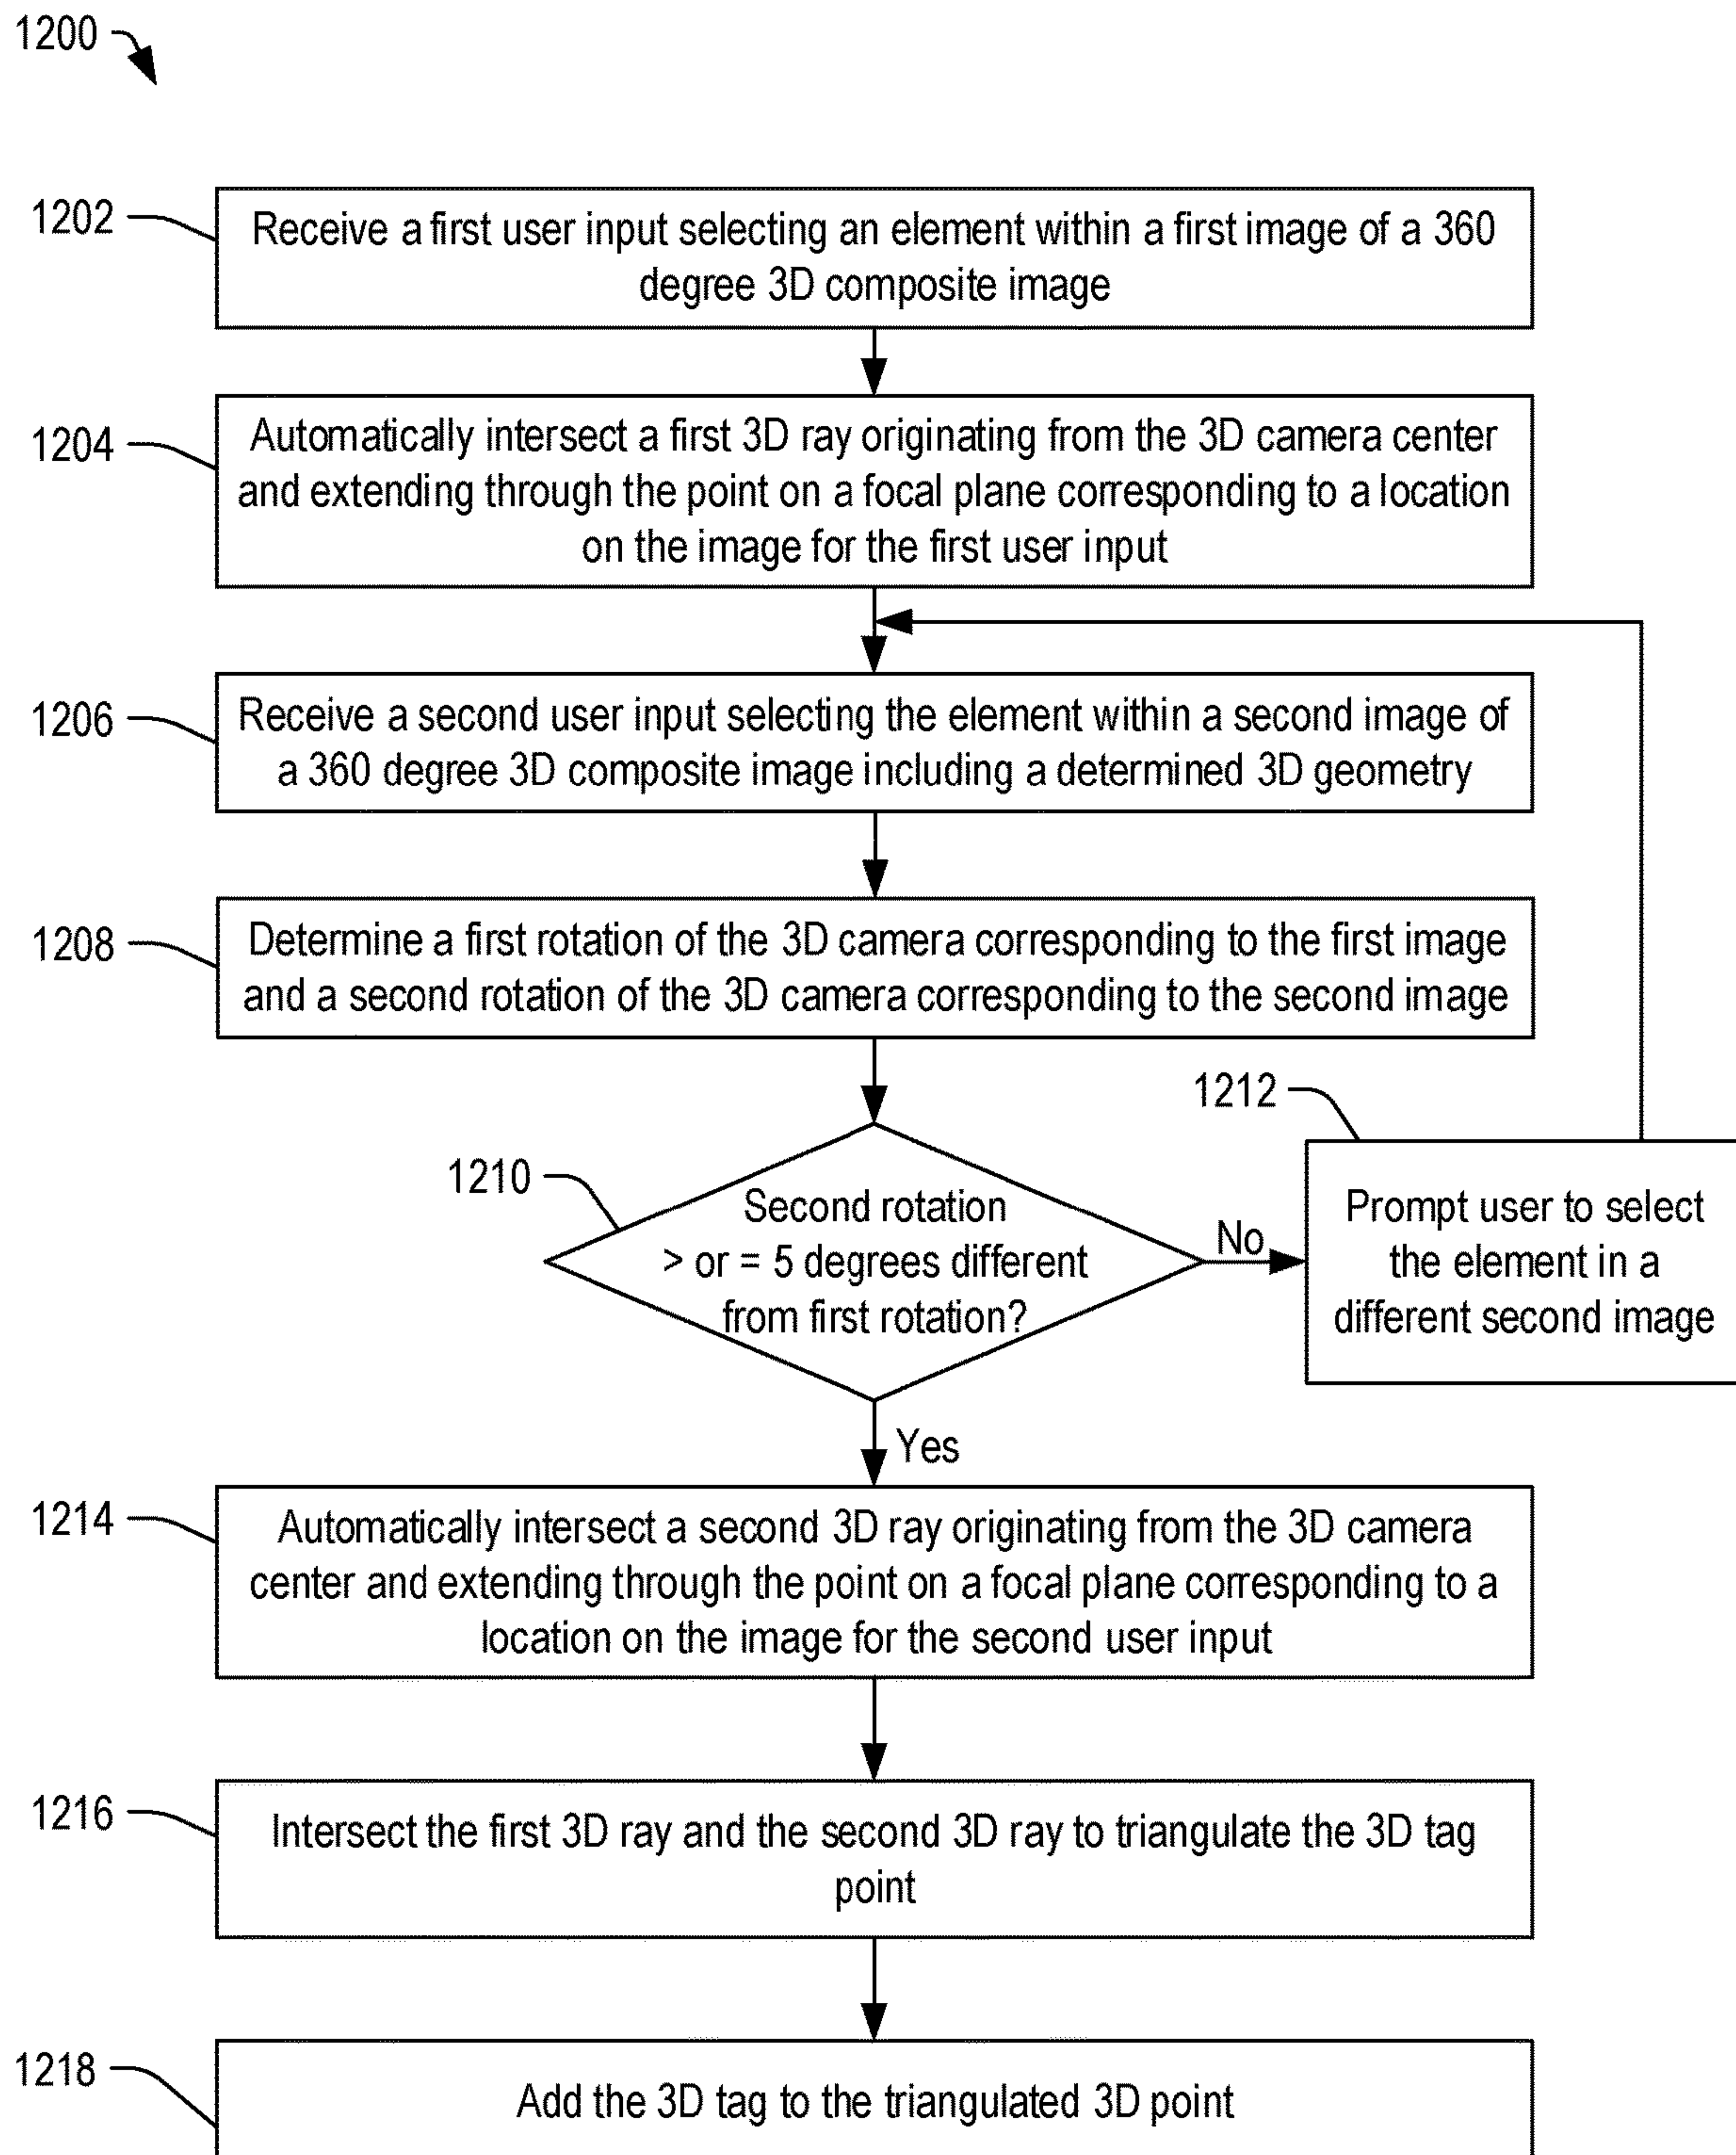 1200
1202
Receive a first user input selecting an element within a first image of a 360
degree 3D composite image
1204
Automatically intersect a first 3D ray originating from the 3D camera center
and extending through the point on a focal plane corresponding to a location
on the image for the first user input
1206
Receive a second user input selecting the element within a second image of
a 360 degree 3D composite image including a determined 3D geometry
1208
Determine a first rotation of the 3D camera corresponding to the first image
and a second rotation of the 3D camera corresponding to the second image
1210
Second rotation
> or = 5 degrees different
from first rotation?
No
1212
Prompt user to select
the element in a
different second image
Yes
1214
Automatically intersect a second 3D ray originating from the 3D camera
center and extending through the point on a focal plane corresponding to a
location on the image for the second user input
1216
Intersect the first 3D ray and the second 3D ray to triangulate the 3D tag
point
1218
Add the 3D tag to the triangulated 3D point